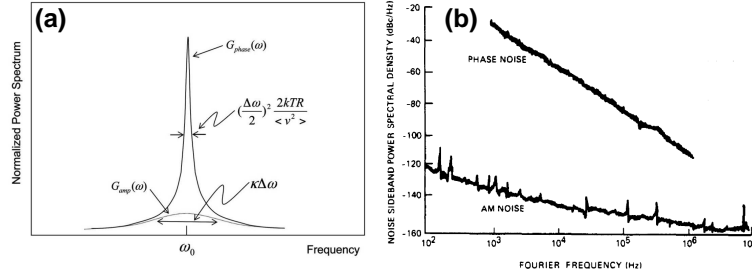 (a)
Normalized Power Spectrum
G_phase(ω)
(Δω/2)² 2kTR/<v²>
G_amp(ω)
κΔω
ω₀
Frequency
(b)
NOISE SIDEBAND POWER SPECTRAL DENSITY (dBc/Hz)
-20
-40
-60
-80
-100
-120
-140
-160
PHASE NOISE
AM NOISE
10² 10³ 10⁴ 10⁵ 10⁶
FOURIER FREQUENCY (Hz)